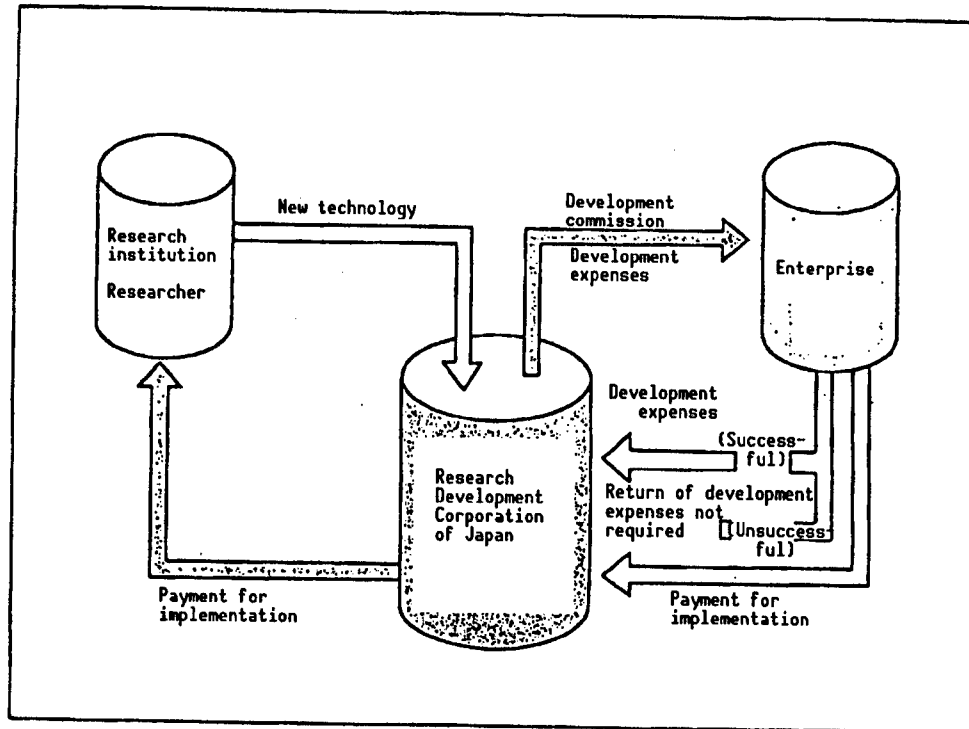 New technology
Research
institution
Researcher
Development
commission
Development
expenses
Enterprise
Development
expenses
(Success-
ful)
Return of development
expenses not
required
(Unsuccess-
ful)
Research
Development
Corporation
of Japan
Payment for
implementation
Payment for
implementation